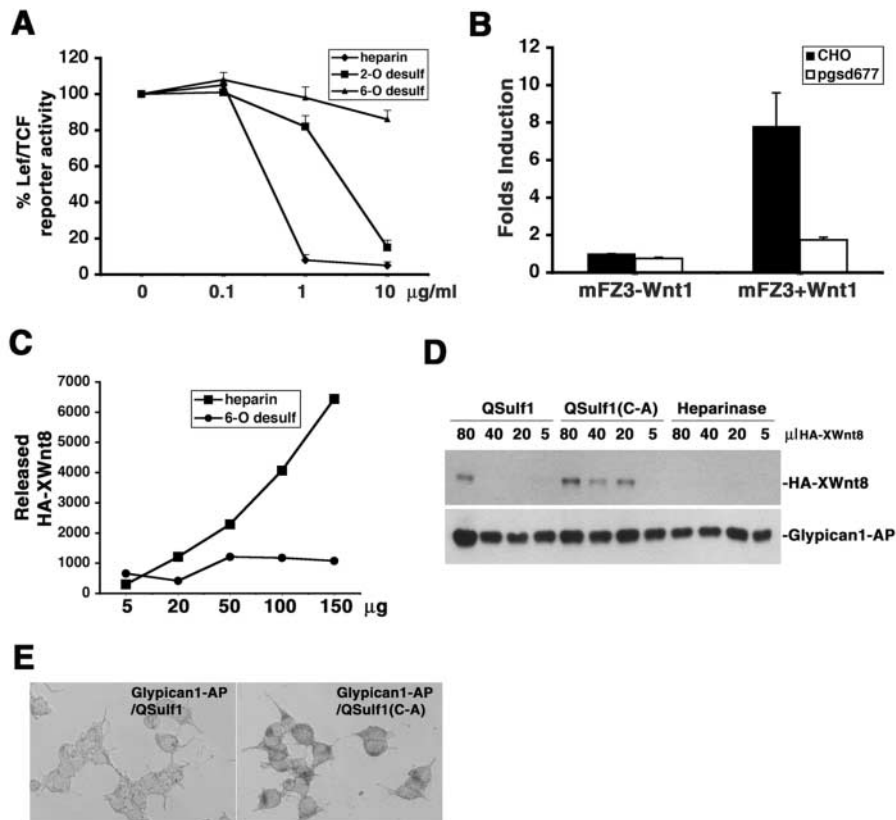 A
heparin
2-O desulf
6-O desulf
% Lef/TCF
reporter activity
120
100
80
60
40
20
0
0 0.1 1 10 μg/ml
B
CHO
pgsd677
Folds Induction
12
10
8
6
4
2
0
mFZ3-Wnt1 mFZ3+Wnt1
C
heparin
6-O desulf
Released
HA-XWnt8
7000
6000
5000
4000
3000
2000
1000
0
5 20 50 100 150 μg
D
QSulf1 QSulf1(C-A) Heparinase
80 40 20 5 80 40 20 5 80 40 20 5 μl HA-XWnt8
-HA-XWnt8
-Glypican1-AP
E
Glypican1-AP
/QSulf1
Glypican1-AP
/QSulf1(C-A)